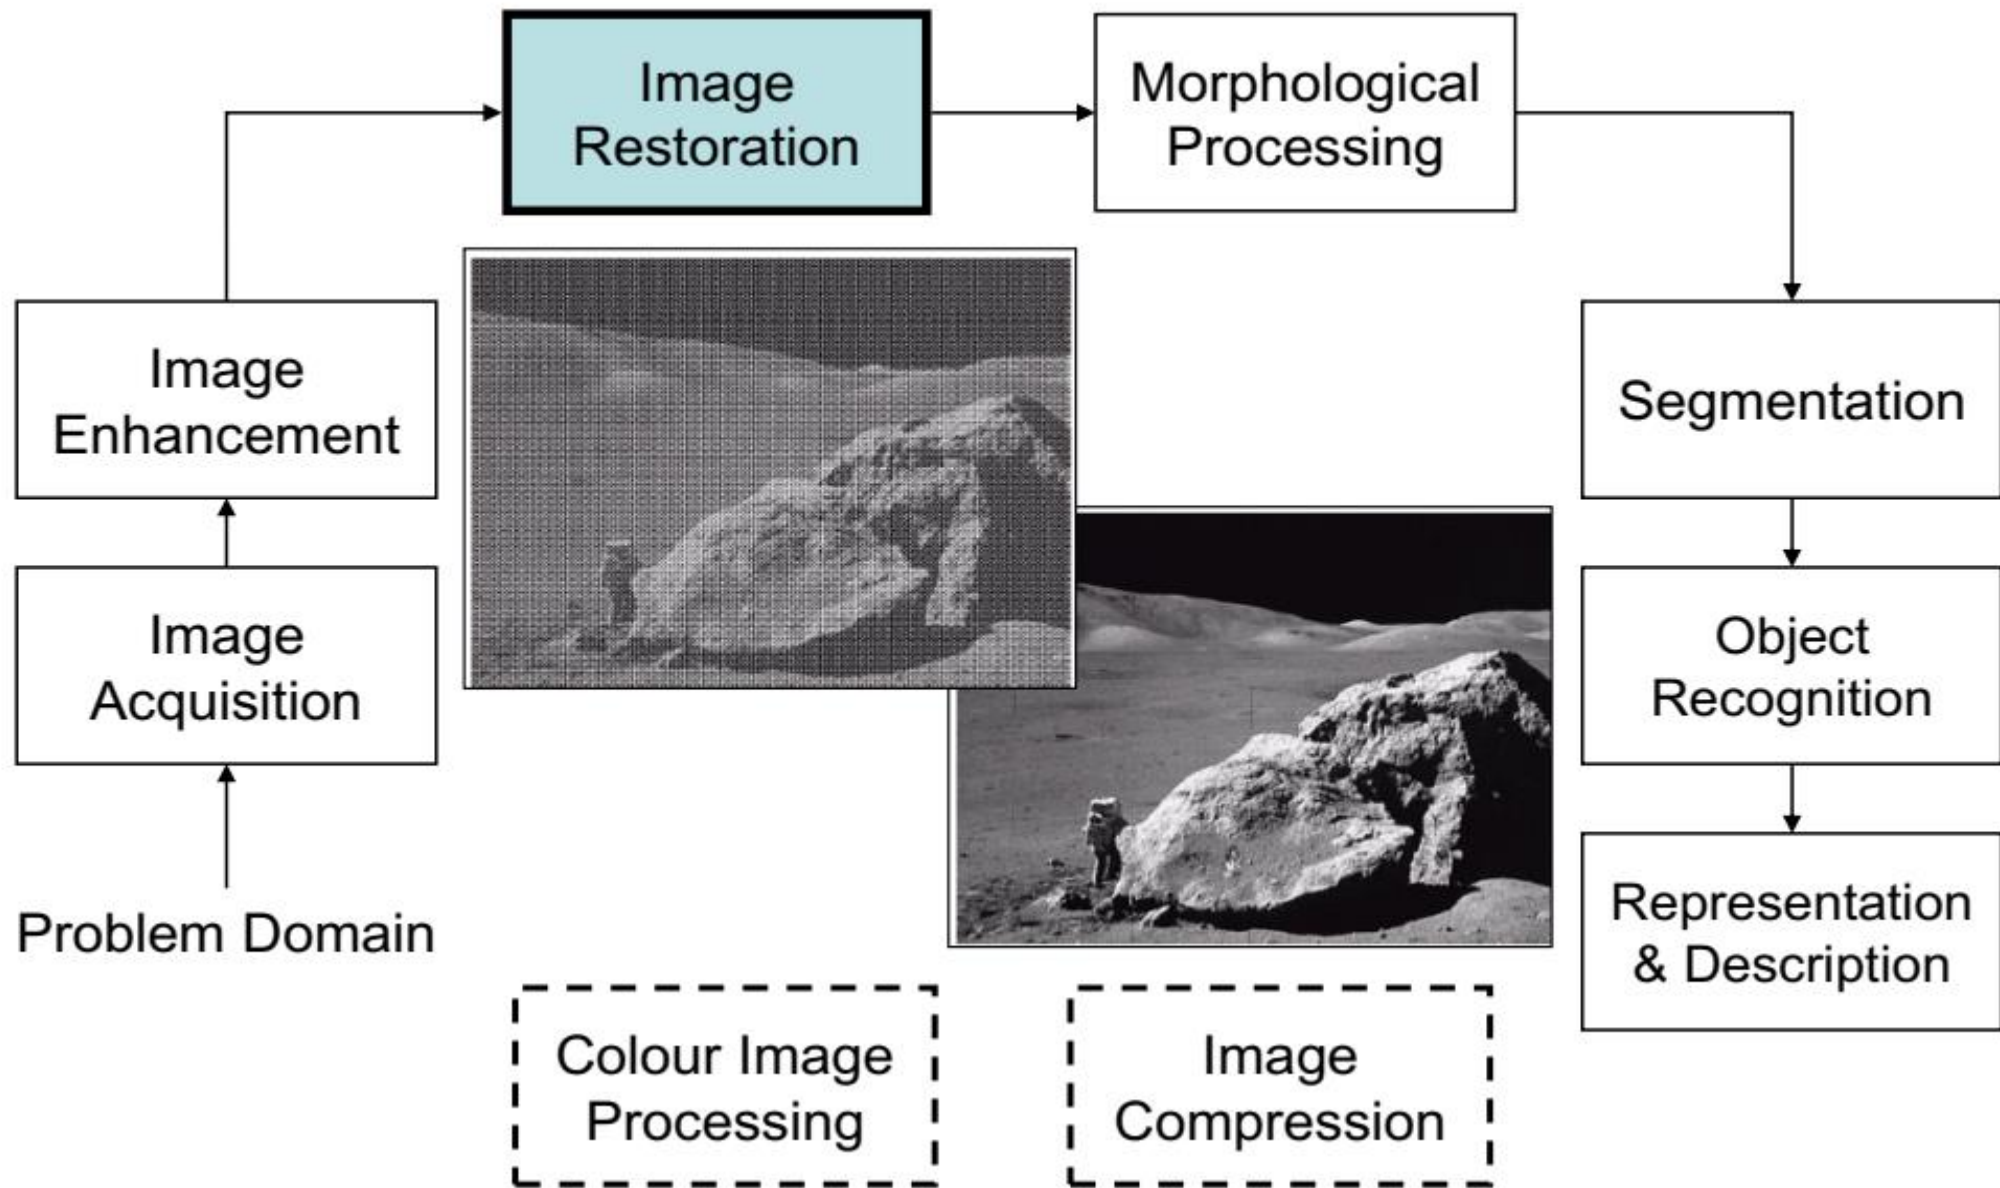 Image
Restoration
Morphological
Processing
Image
Enhancement
Segmentation
Image
Acquisition
Object
Recognition
Problem Domain
Representation
& Description
Colour Image
Processing
Image
Compression